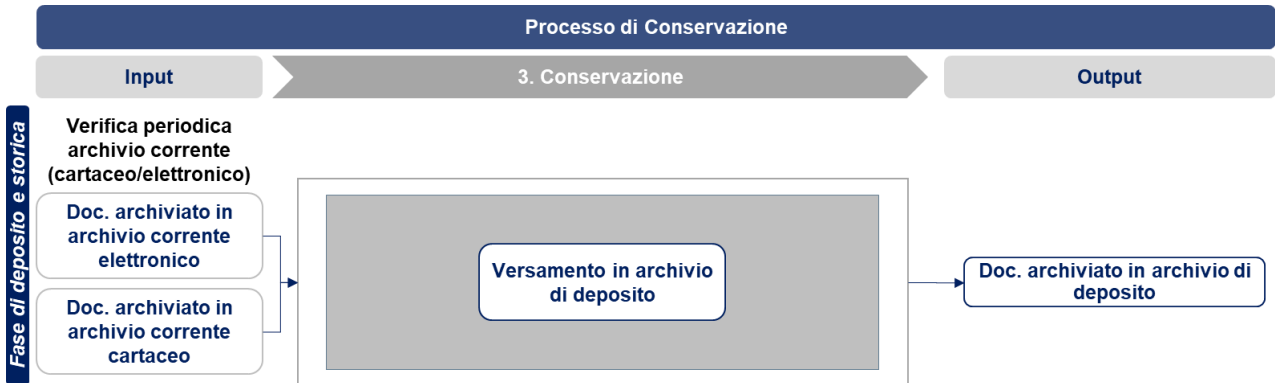 Processo di Conservazione
Input
3. Conservazione
Output
Fase di deposito e storica
Verifica periodica
archivio corrente
(cartaceo/elettronico)
Doc. archiviato in
archivio corrente
elettronico
Doc. archiviato in
archivio corrente
cartaceo
Versamento in archivio
di deposito
Doc. archiviato in archivio di
deposito